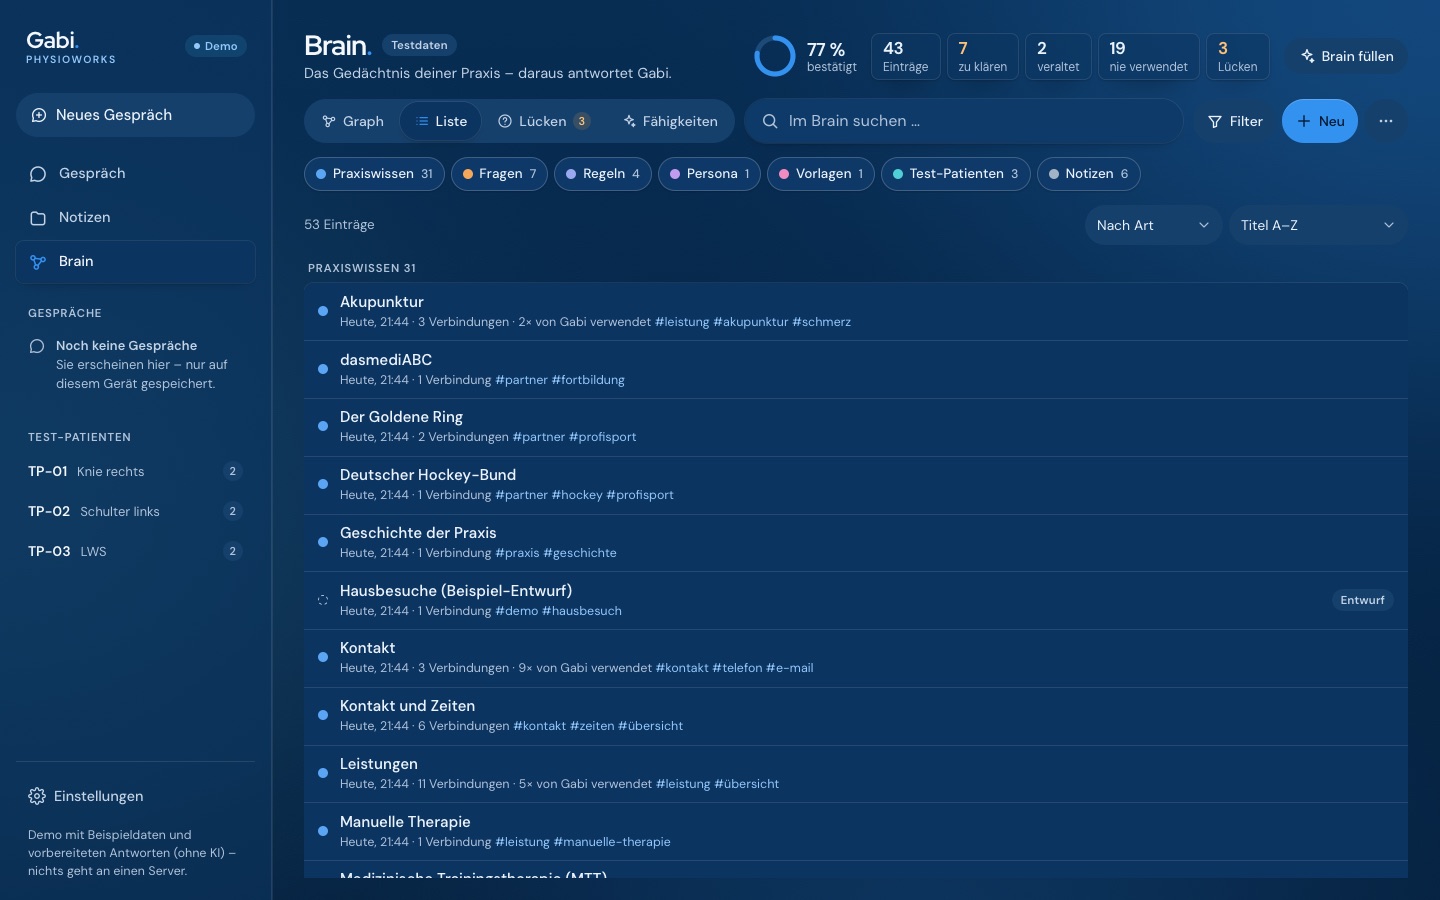 Gabi.
PHYSIOWORKS
Demo
Neues Gespräch
Gespräch
Notizen
Brain
GESPRÄCHE
Noch keine Gespräche
Sie erscheinen hier – nur auf
diesem Gerät gespeichert.
TEST-PATIENTEN
TP-01 Knie rechts 2
TP-02 Schulter links 2
TP-03 LWS 2
Einstellungen
Demo mit Beispieldaten und
vorbereiteten Antworten (ohne KI) –
nichts geht an einen Server.
Brain. Testdaten
Das Gedächtnis deiner Praxis – daraus antwortet Gabi.
77 % bestätigt
43 Einträge
7 zu klären
2 veraltet
19 nie verwendet
3 Lücken
Brain füllen
Graph Liste Lücken 3 Fähigkeiten
Im Brain suchen …
Filter
Neu
Praxiswissen 31 Fragen 7 Regeln 4 Persona 1 Vorlagen 1 Test-Patienten 3 Notizen 6
53 Einträge
Nach Art
Titel A–Z
PRAXISWISSEN 31
Akupunktur
Heute, 21:44 · 3 Verbindungen · 2× von Gabi verwendet #leistung #akupunktur #schmerz
dasmediABC
Heute, 21:44 · 1 Verbindung #partner #fortbildung
Der Goldene Ring
Heute, 21:44 · 2 Verbindungen #partner #profisport
Deutscher Hockey-Bund
Heute, 21:44 · 1 Verbindung #partner #hockey #profisport
Geschichte der Praxis
Heute, 21:44 · 1 Verbindung #praxis #geschichte
Hausbesuche (Beispiel-Entwurf)
Heute, 21:44 · 1 Verbindung #demo #hausbesuch
Entwurf
Kontakt
Heute, 21:44 · 3 Verbindungen · 9× von Gabi verwendet #kontakt #telefon #e-mail
Kontakt und Zeiten
Heute, 21:44 · 6 Verbindungen #kontakt #zeiten #übersicht
Leistungen
Heute, 21:44 · 11 Verbindungen · 5× von Gabi verwendet #leistung #übersicht
Manuelle Therapie
Heute, 21:44 · 1 Verbindung #leistung #manuelle-therapie
Medizinische Trainingstherapie (MTT)